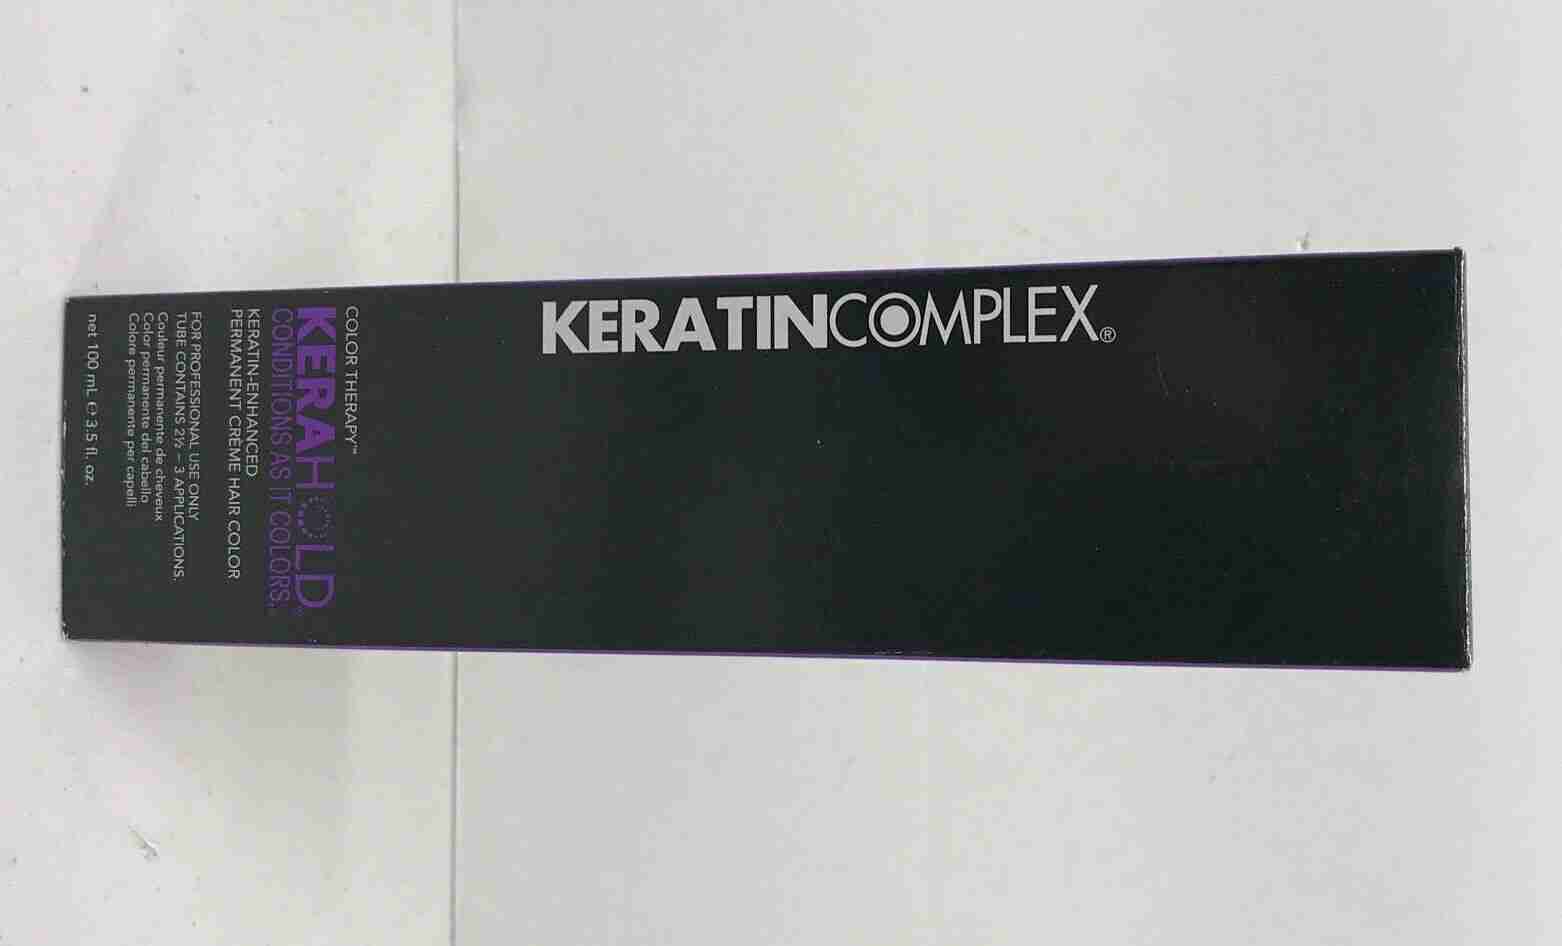 KERATINCOMPLEX®
COLOR THERAPY™
KERAHOLD™
CONDITIONS AS IT COLORS.
KERATIN-ENHANCED
PERMANENT CRÈME HAIR COLOR
FOR PROFESSIONAL USE ONLY
TUBE CONTAINS 2½ – 3 APPLICATIONS.
Couleur permanente de cheveux
Color permanente del cabello
Colore permanente per capelli
net 100 mL ℮ 3.5 fl. oz.